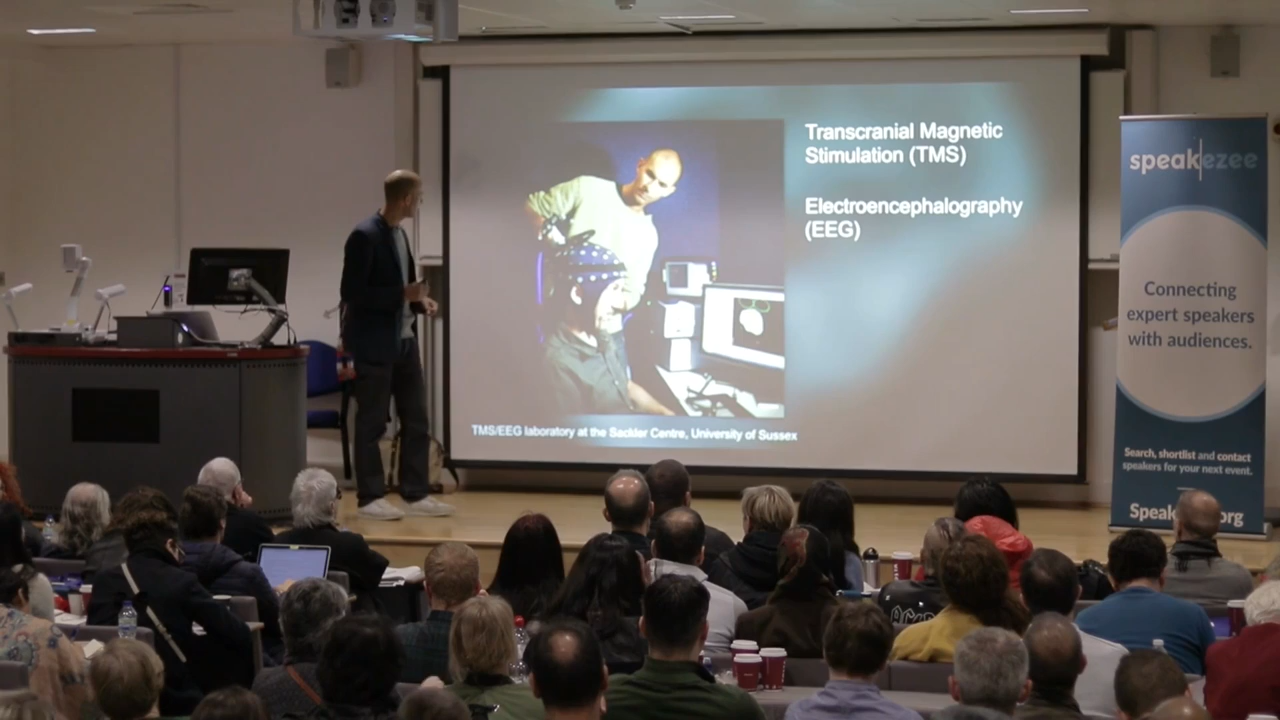 Transcranial Magnetic
Stimulation (TMS)
Electroencephalography
(EEG)
TMS/EEG laboratory at the Sackler Centre, University of Sussex
speakezee
Connecting
expert speakers
with audiences.
Search, shortlist and contact
speakers for your next event.